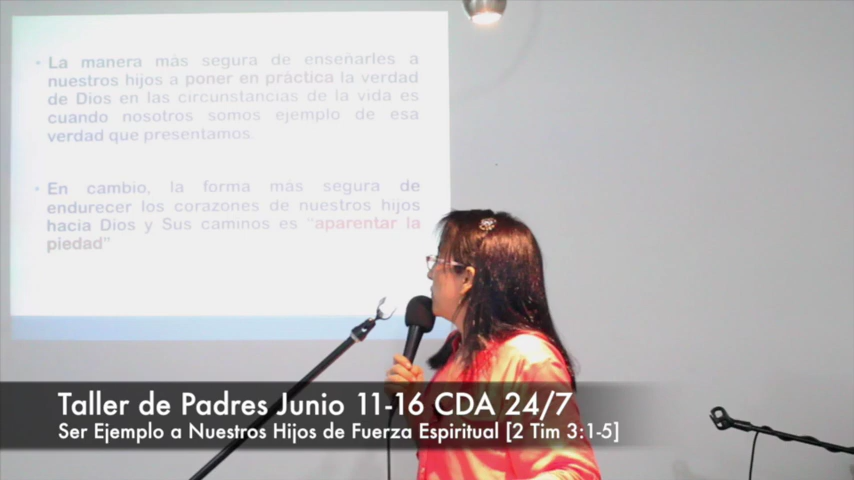 • La manera más segura de enseñarles a
nuestros hijos a poner en práctica la verdad
de Dios en las circunstancias de la vida es
cuando nosotros somos ejemplo de esa
verdad que presentamos.
• En cambio, la forma más segura de
endurecer los corazones de nuestros hijos
hacia Dios y Sus caminos es “aparentar la
piedad”
Taller de Padres Junio 11-16 CDA 24/7
Ser Ejemplo a Nuestros Hijos de Fuerza Espiritual [2 Tim 3:1-5]